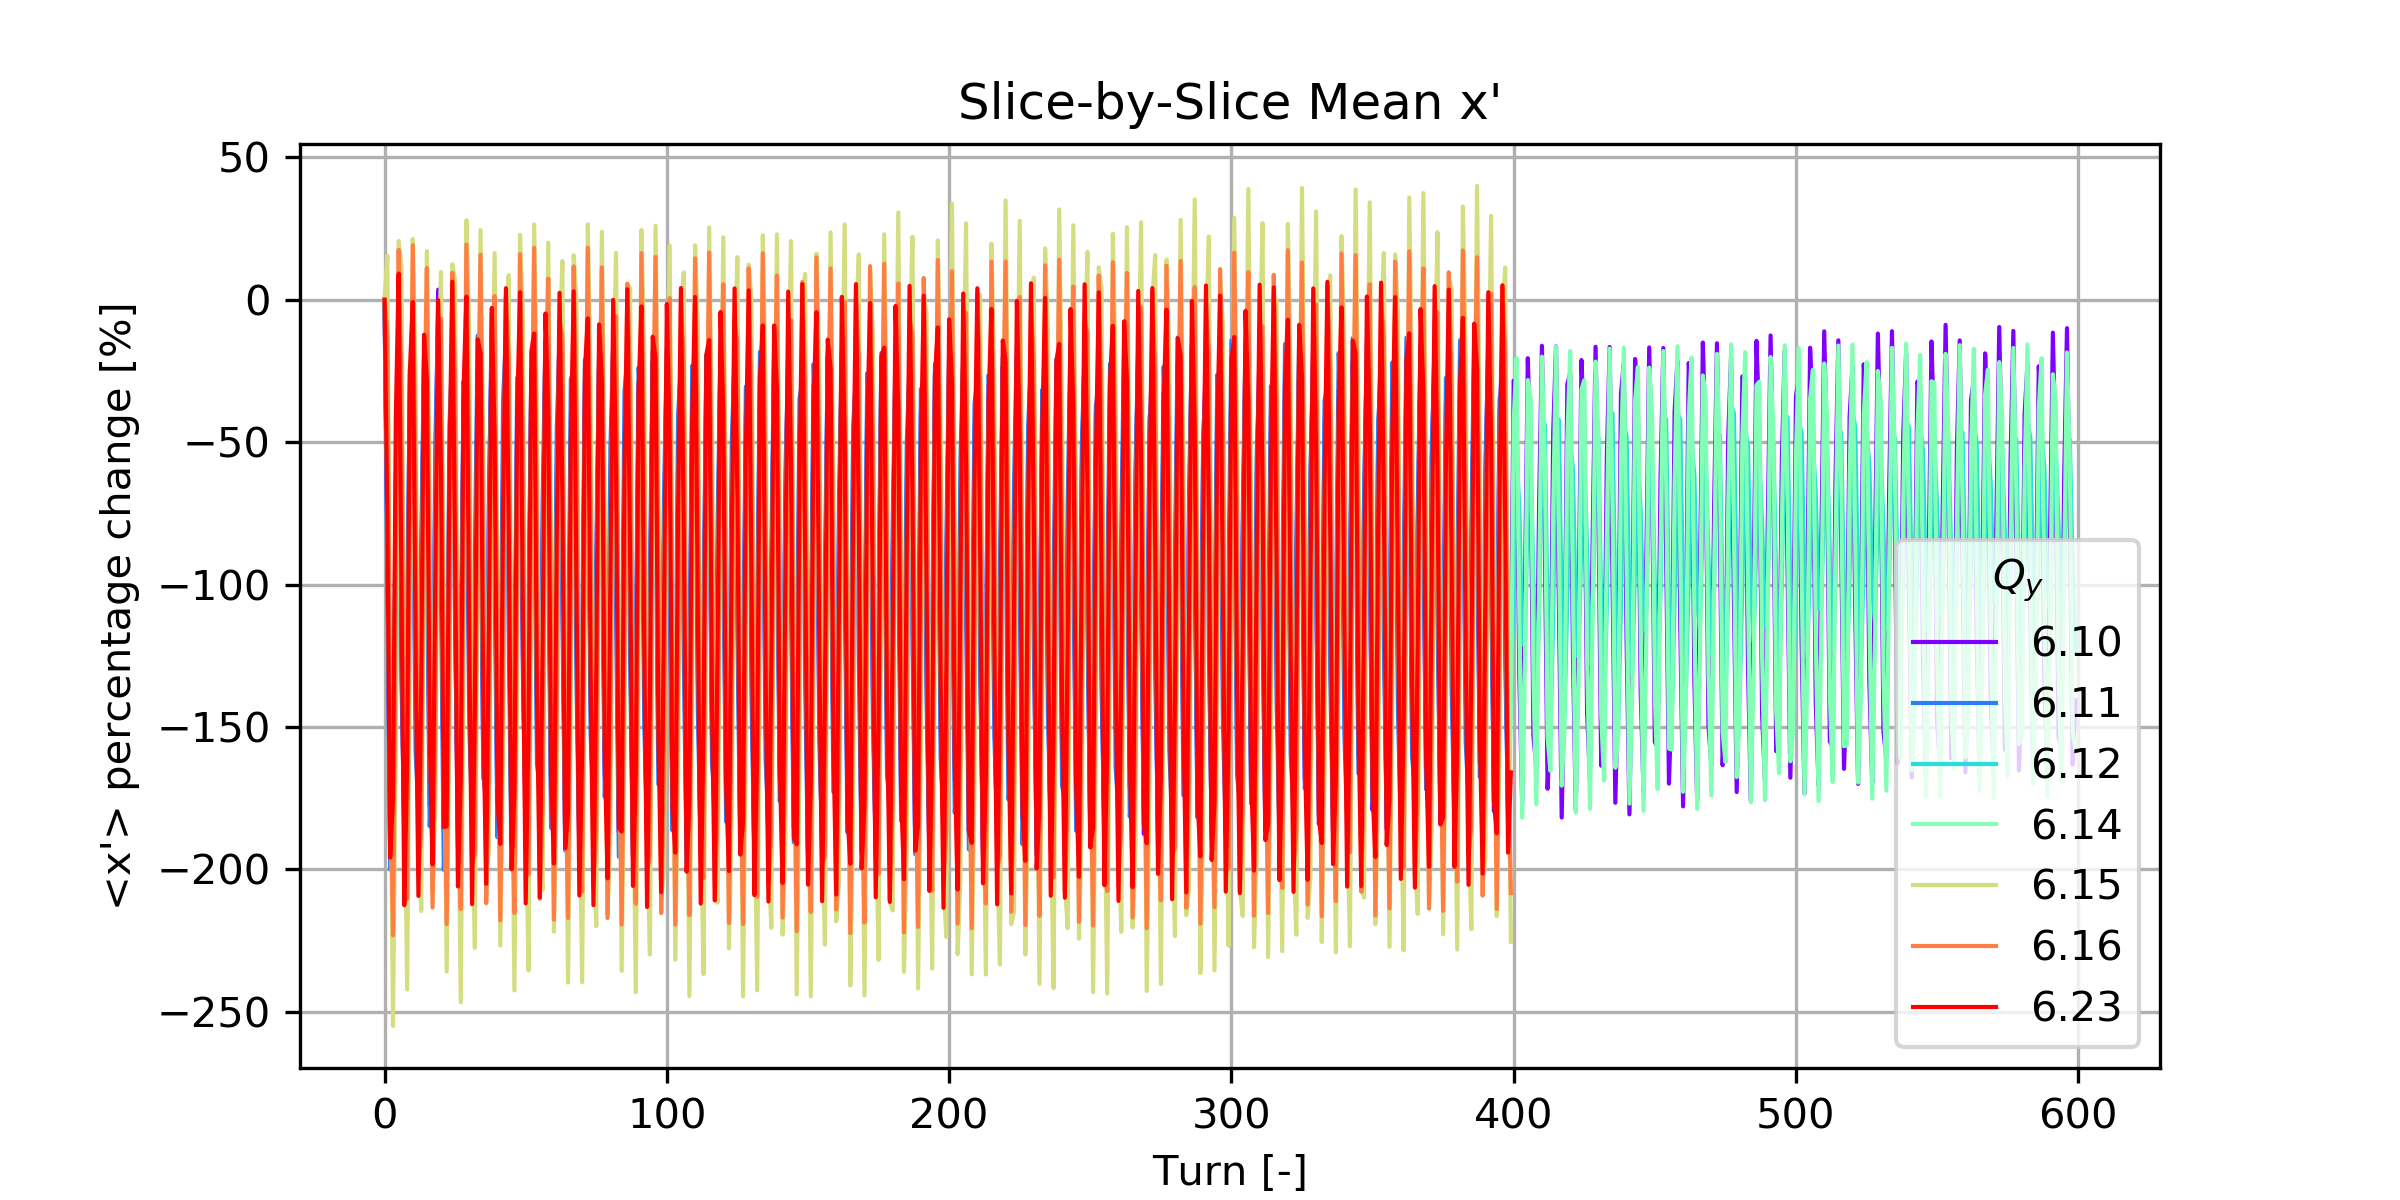 Slice-by-Slice Mean x'
<x'> percentage change [%]
50
0
−50
−100
−150
−200
−250
0 100 200 300 400 500 600
Turn [-]
Qy
6.10
6.11
6.12
6.14
6.15
6.16
6.23